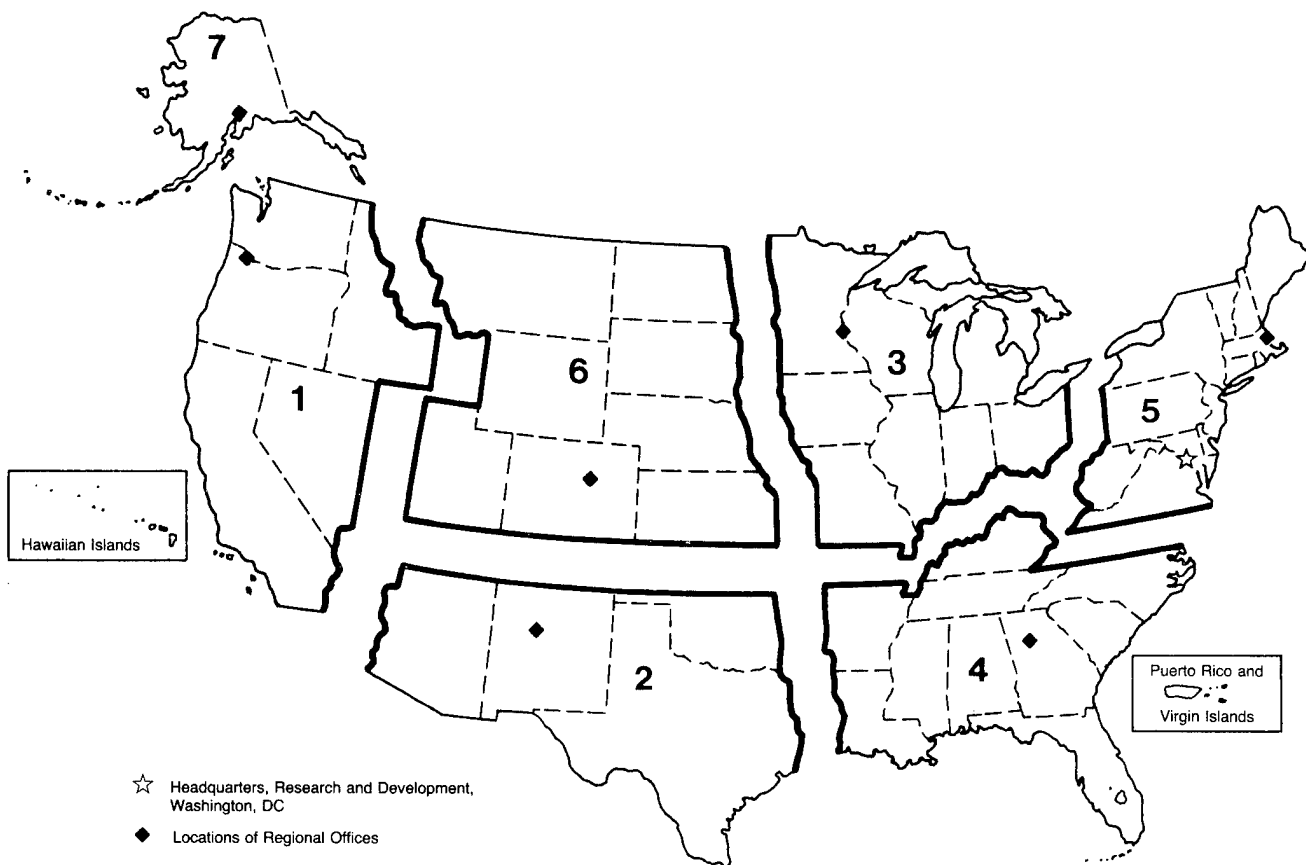 7
1
6
3
5
Hawaiian Islands
2
4
Puerto Rico and
Virgin Islands
Headquarters, Research and Development,
Washington, DC
Locations of Regional Offices